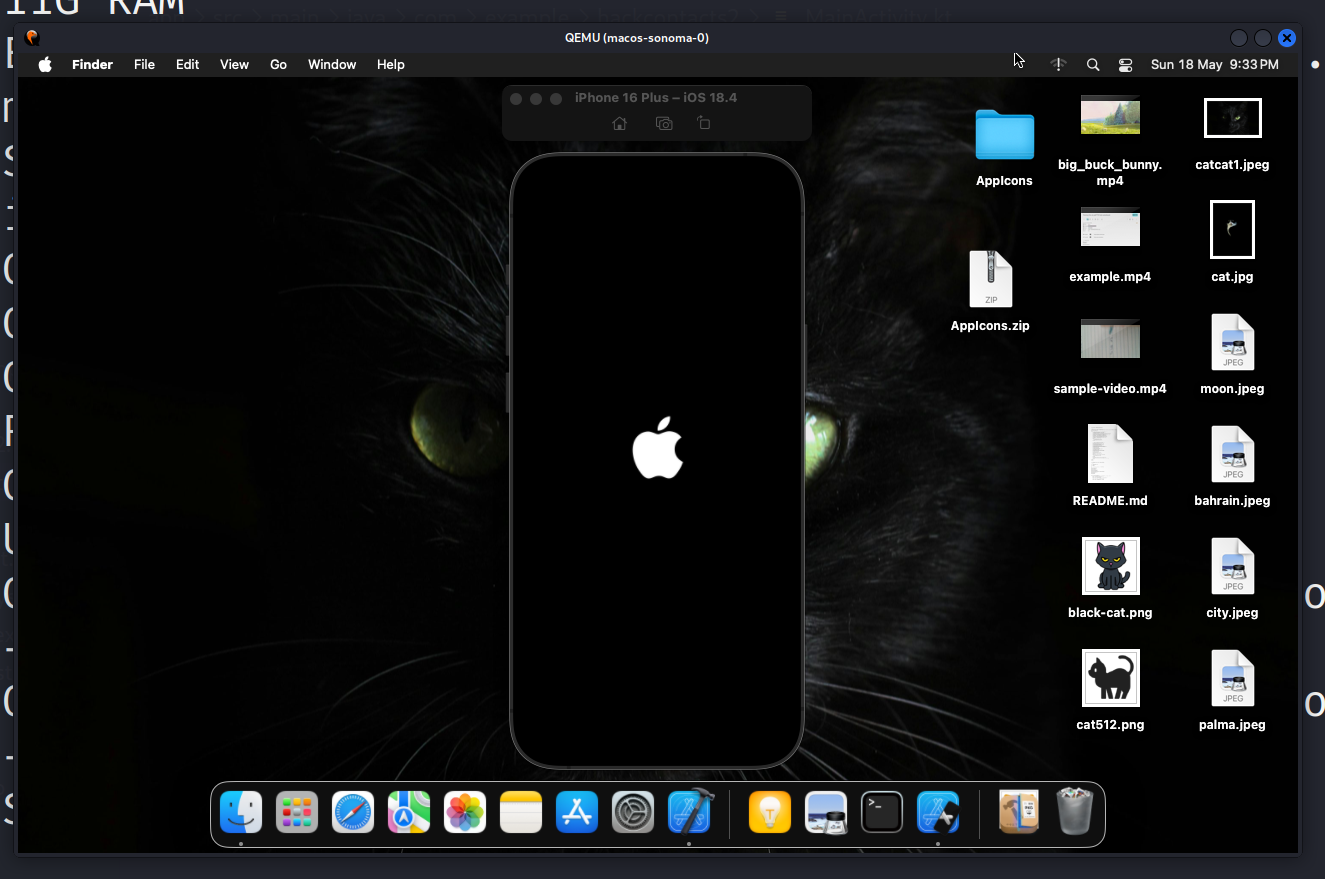 11G RAM
QEMU (macos-sonoma-0)
Finder File Edit View Go Window Help
Sun 18 May 9:33 PM
iPhone 16 Plus – iOS 18.4
AppIcons
big_buck_bunny.
mp4
catcat1.jpeg
example.mp4
cat.jpg
ZIP
AppIcons.zip
sample-video.mp4
JPEG
moon.jpeg
README.md
JPEG
bahrain.jpeg
black-cat.png
JPEG
city.jpeg
cat512.png
JPEG
palma.jpeg